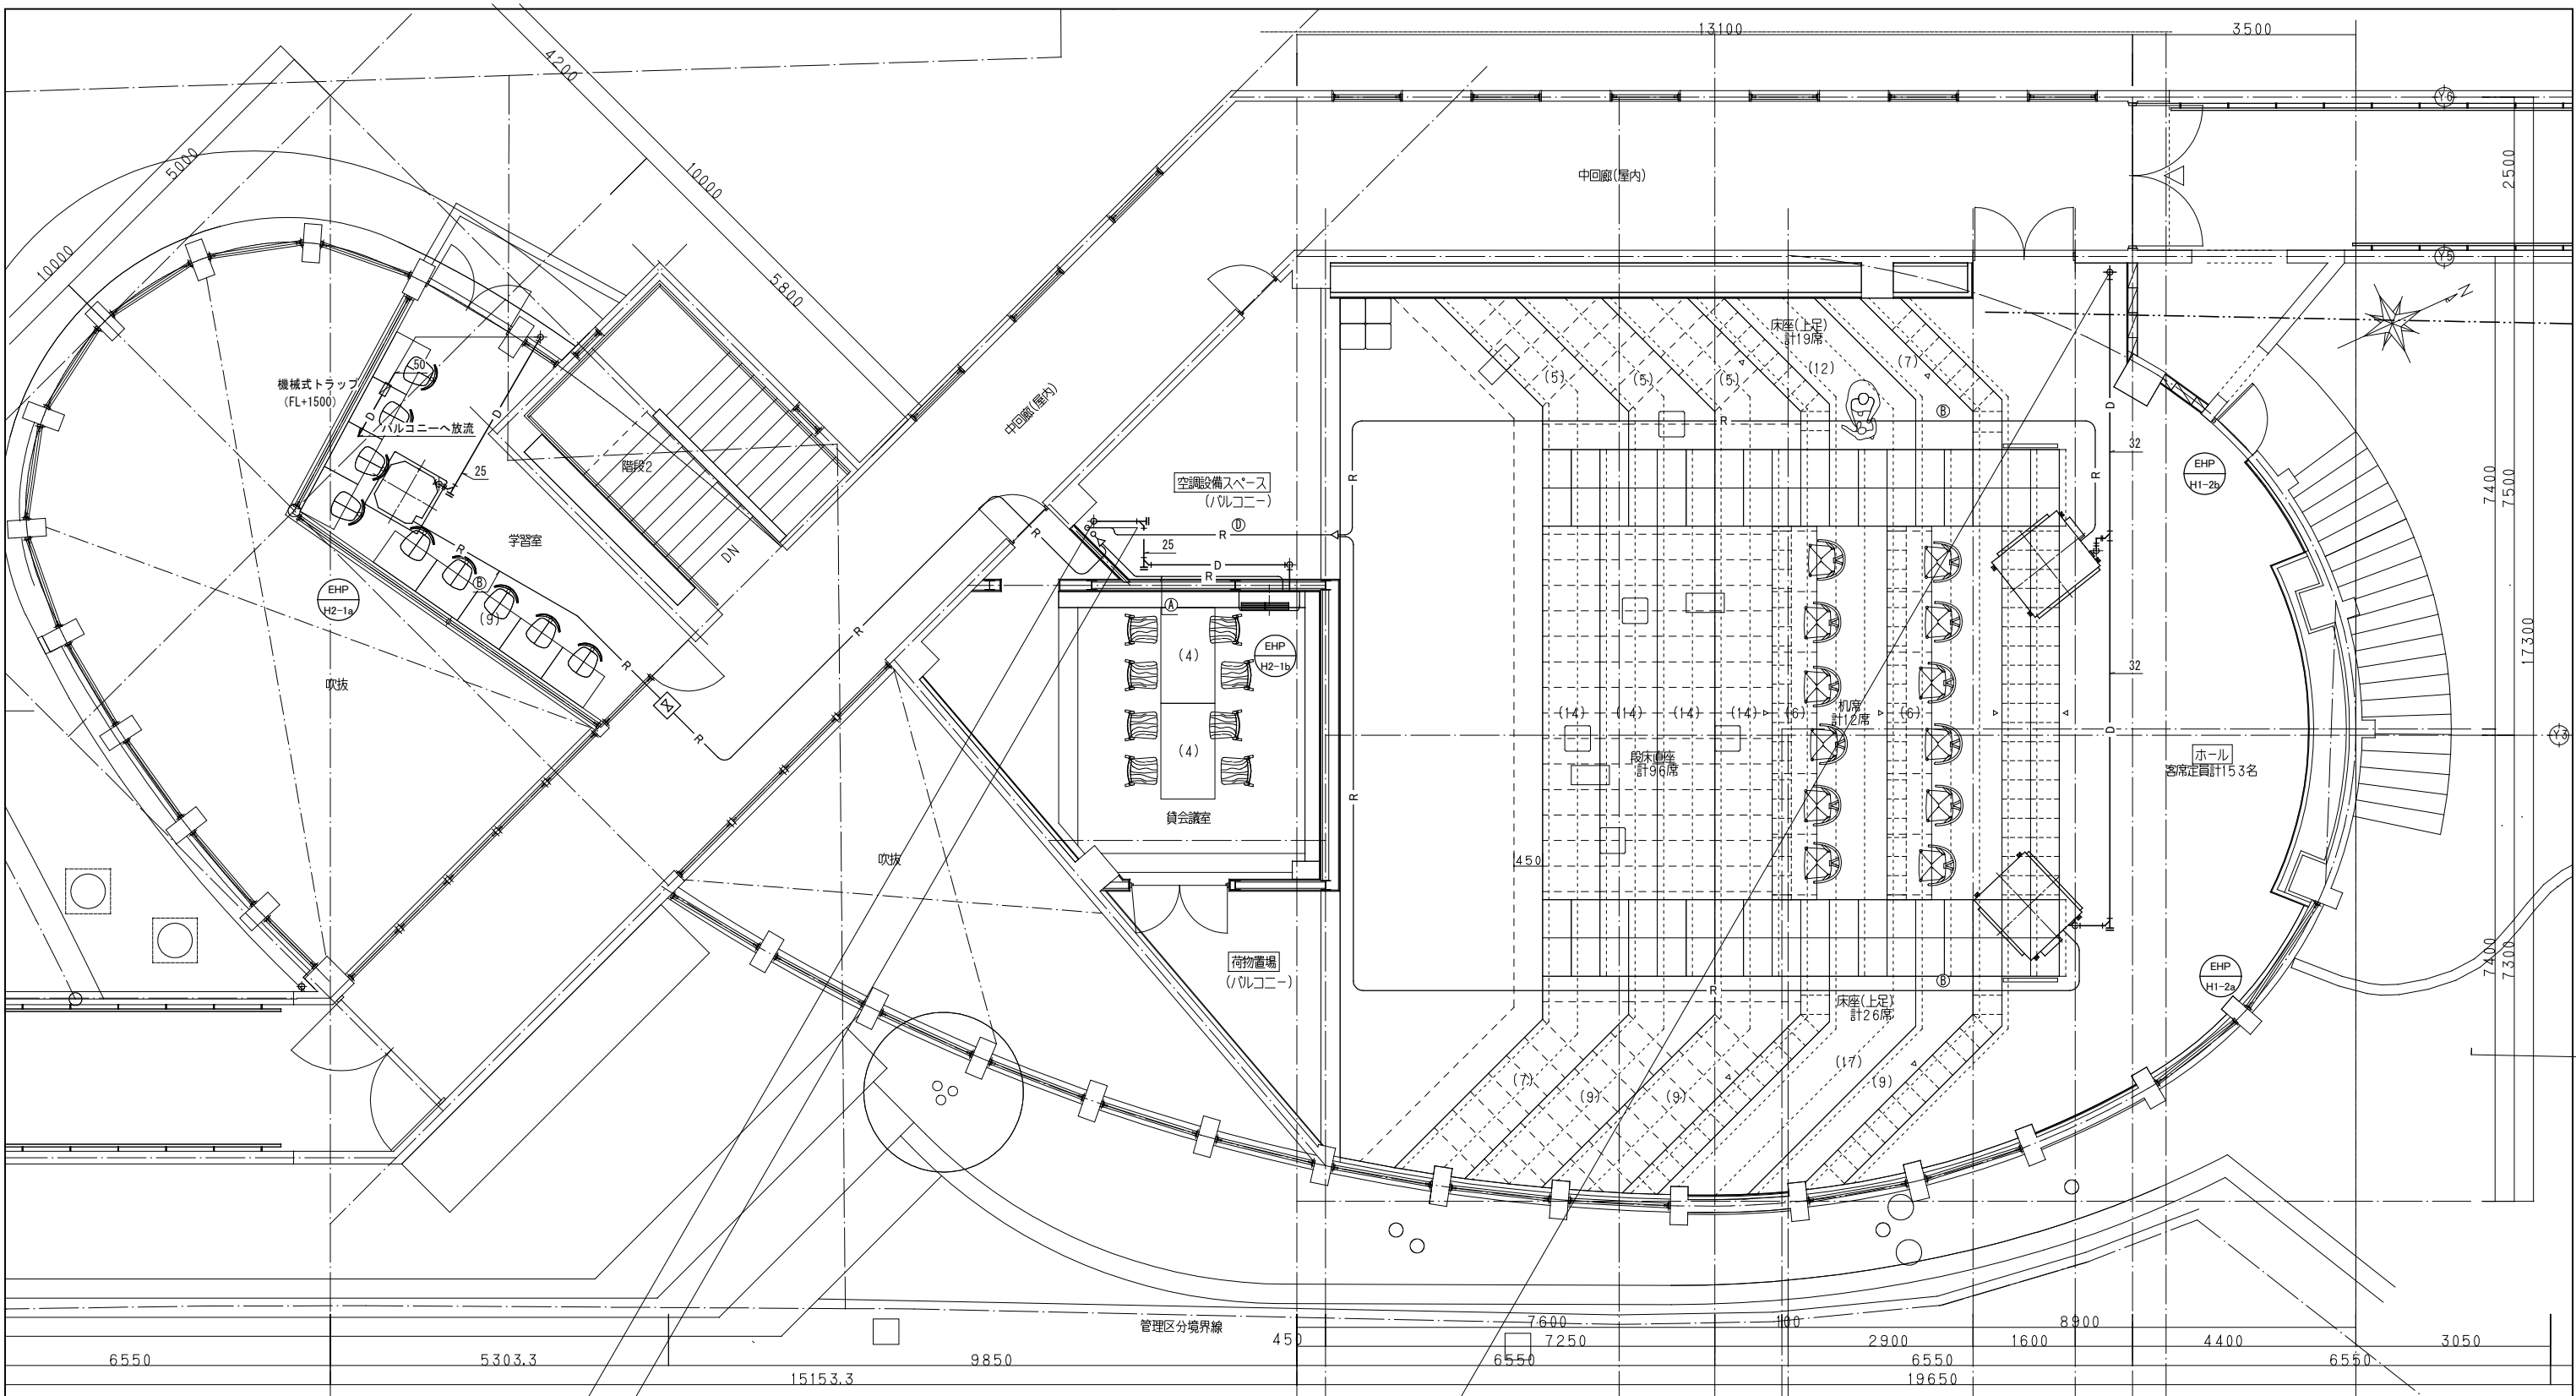 13100
3500
4200
Y6
5000
10000
2500
中回廊(屋内)
10000
Y5
5800
N
床座(上足)
計19席
機械式トラップ
(FL+1500)
50
(5)
(5)
(5)
(12)
(7)
D
D
中回廊(屋内)
B
D
R
バルコニーへ放流
32
階段2
25
空調設備スペース
(バルコニー)
R
R
EHP
H1-2b
7400
7500
D
R
学習室
R
25
D
R
DN
B
(9)
EHP
H2-1a
A
R
(4)
EHP
H2-1b
17300
R
32
吹抜
(14)
(14)
(14)
(14)
(6)
机席
計12席
(6)
D
R
(4)
段床直座
計96席
ホール
客席定員計153名
Y3
R
貸会議室
吹抜
450
荷物置場
(バルコニー)
EHP
H1-2a
7400
7300
B
R
床座(上足)
計26席
(7)
(9)
(9)
(17)
(9)
管理区分境界線
7600
100
8900
450
7250
2900
1600
4400
3050
6550
5303.3
9850
6550
6550
6550
15153.3
19650